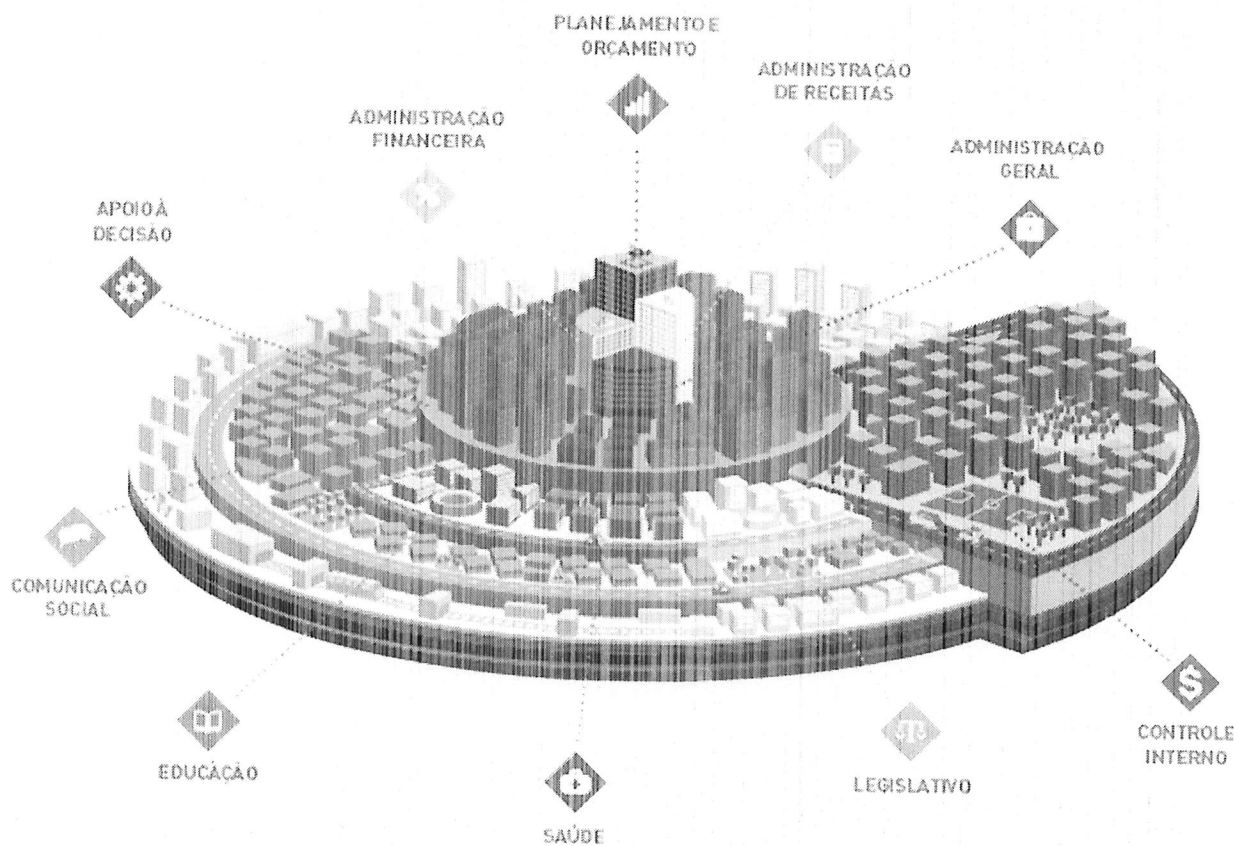 PLANEJAMENTO E
ORÇAMENTO
ADMINISTRAÇÃO
DE RECEITAS
ADMINISTRAÇÃO
FINANCEIRA
ADMINISTRAÇÃO
GERAL
APOIO À
DECISÃO
COMUNICAÇÃO
SOCIAL
EDUCAÇÃO
SAÚDE
LEGISLATIVO
CONTROLE
INTERNO